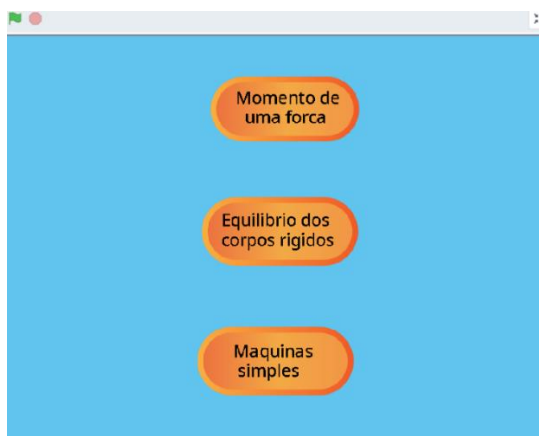 Momento de
uma forca
Equilibrio dos
corpos rigidos
Maquinas
simples